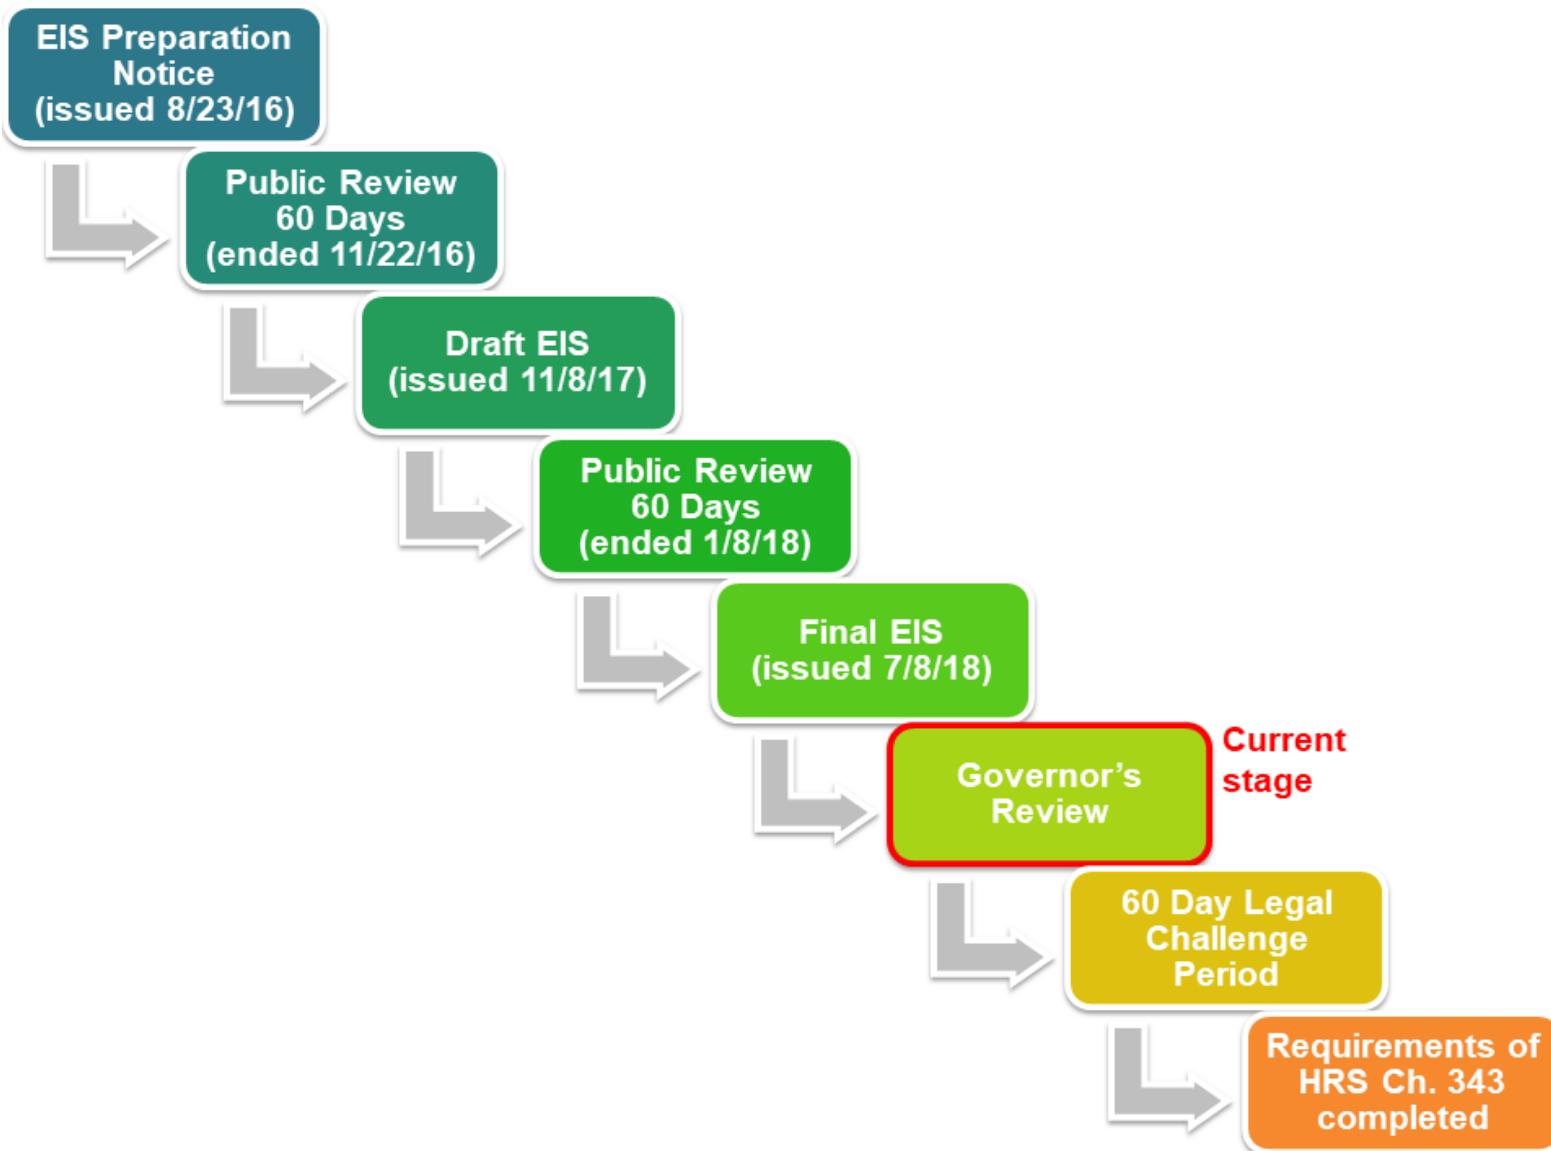 EIS Preparation
Notice
(issued 8/23/16)
Public Review
60 Days
(ended 11/22/16)
Draft EIS
(issued 11/8/17)
Public Review
60 Days
(ended 1/8/18)
Final EIS
(issued 7/8/18)
Governor’s
Review
Current
stage
60 Day Legal
Challenge
Period
Requirements of
HRS Ch. 343
completed